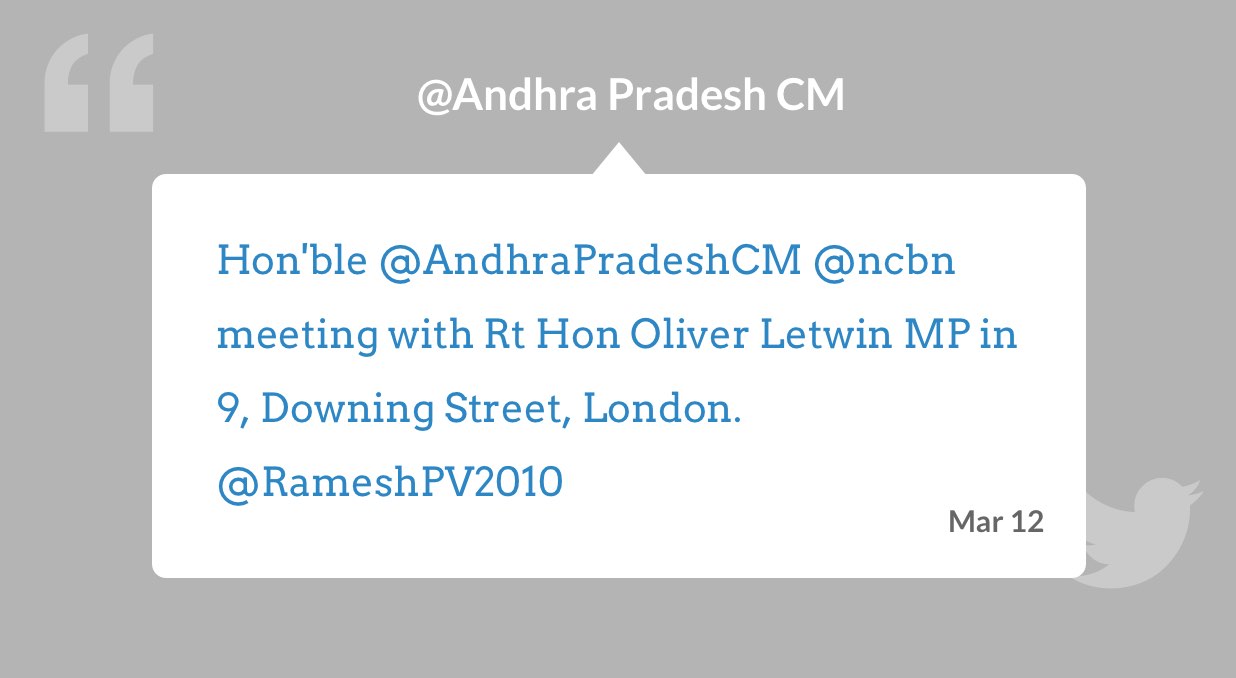 @Andhra Pradesh CM
Hon'ble @AndhraPradeshCM @ncbn
meeting with Rt Hon Oliver Letwin MP in
9, Downing Street, London.
@RameshPV2010
Mar 12